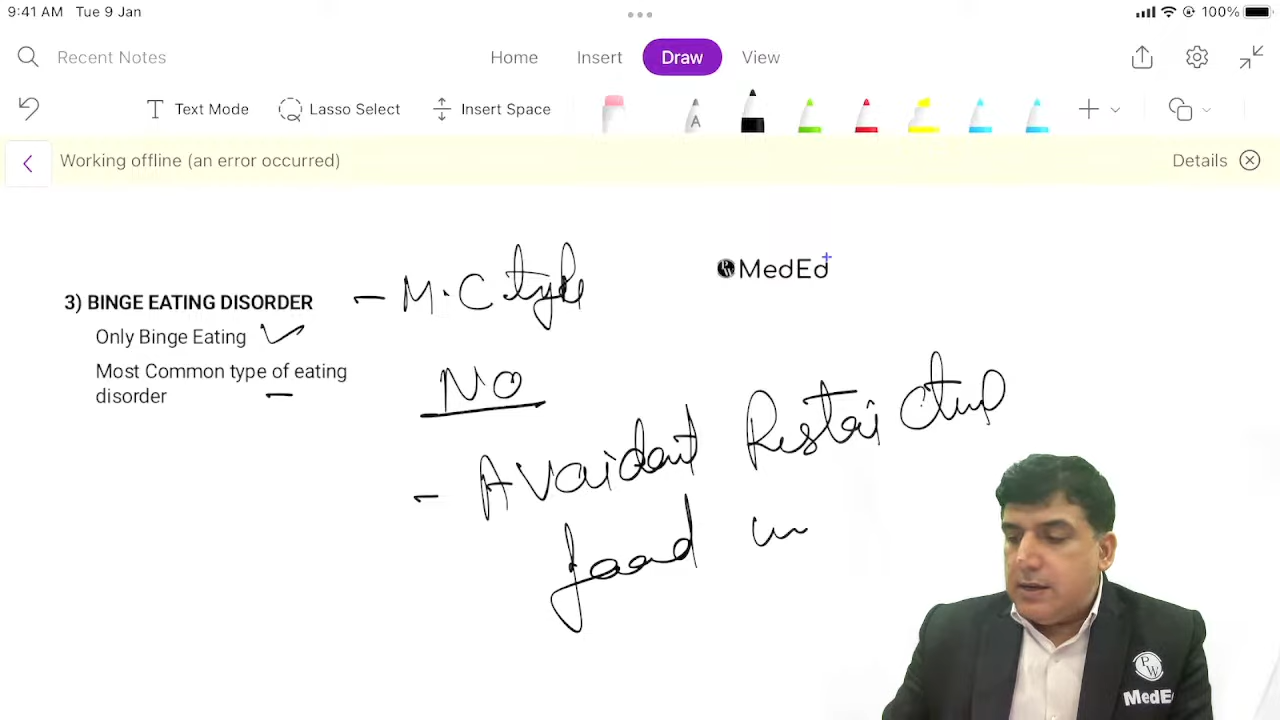 9:41 AM Tue 9 Jan
100%
Recent Notes
Home Insert Draw View
Text Mode Lasso Select Insert Space
A
Working offline (an error occurred)
Details
MedEd
3) BINGE EATING DISORDER - M.C type
Only Binge Eating
Most Common type of eating
disorder
NO
- Avoidant Restrictive
food
PW
MedE